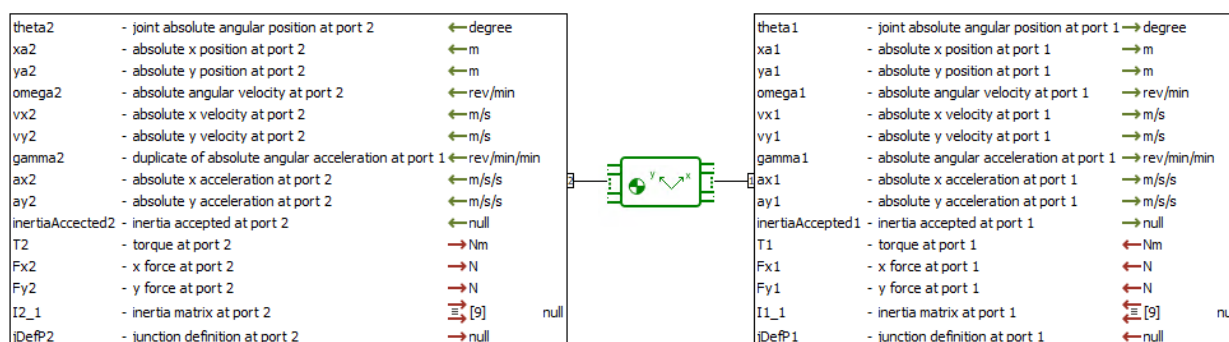 theta2 - joint absolute angular position at port 2 degree
xa2 - absolute x position at port 2 m
ya2 - absolute y position at port 2 m
omega2 - absolute angular velocity at port 2 rev/min
vx2 - absolute x velocity at port 2 m/s
vy2 - absolute y velocity at port 2 m/s
gamma2 - duplicate of absolute angular acceleration at port 1 rev/min/min
ax2 - absolute x acceleration at port 2 m/s/s
ay2 - absolute y acceleration at port 2 m/s/s
inertiaAccected2 - inertia accepted at port 2 null
T2 - torque at port 2 Nm
Fx2 - x force at port 2 N
Fy2 - y force at port 2 N
I2_1 - inertia matrix at port 2 [9] null
jDefP2 - junction definition at port 2 null
2
y x
1
theta1 - joint absolute angular position at port 1 degree
xa1 - absolute x position at port 1 m
ya1 - absolute y position at port 1 m
omega1 - absolute angular velocity at port 1 rev/min
vx1 - absolute x velocity at port 1 m/s
vy1 - absolute y velocity at port 1 m/s
gamma1 - absolute angular acceleration at port 1 rev/min/min
ax1 - absolute x acceleration at port 1 m/s/s
ay1 - absolute y acceleration at port 1 m/s/s
inertiaAccepted1 - inertia accepted at port 1 null
T1 - torque at port 1 Nm
Fx1 - x force at port 1 N
Fy1 - y force at port 1 N
I1_1 - inertia matrix at port 1 [9] nu
jDefP1 - junction definition at port 1 null